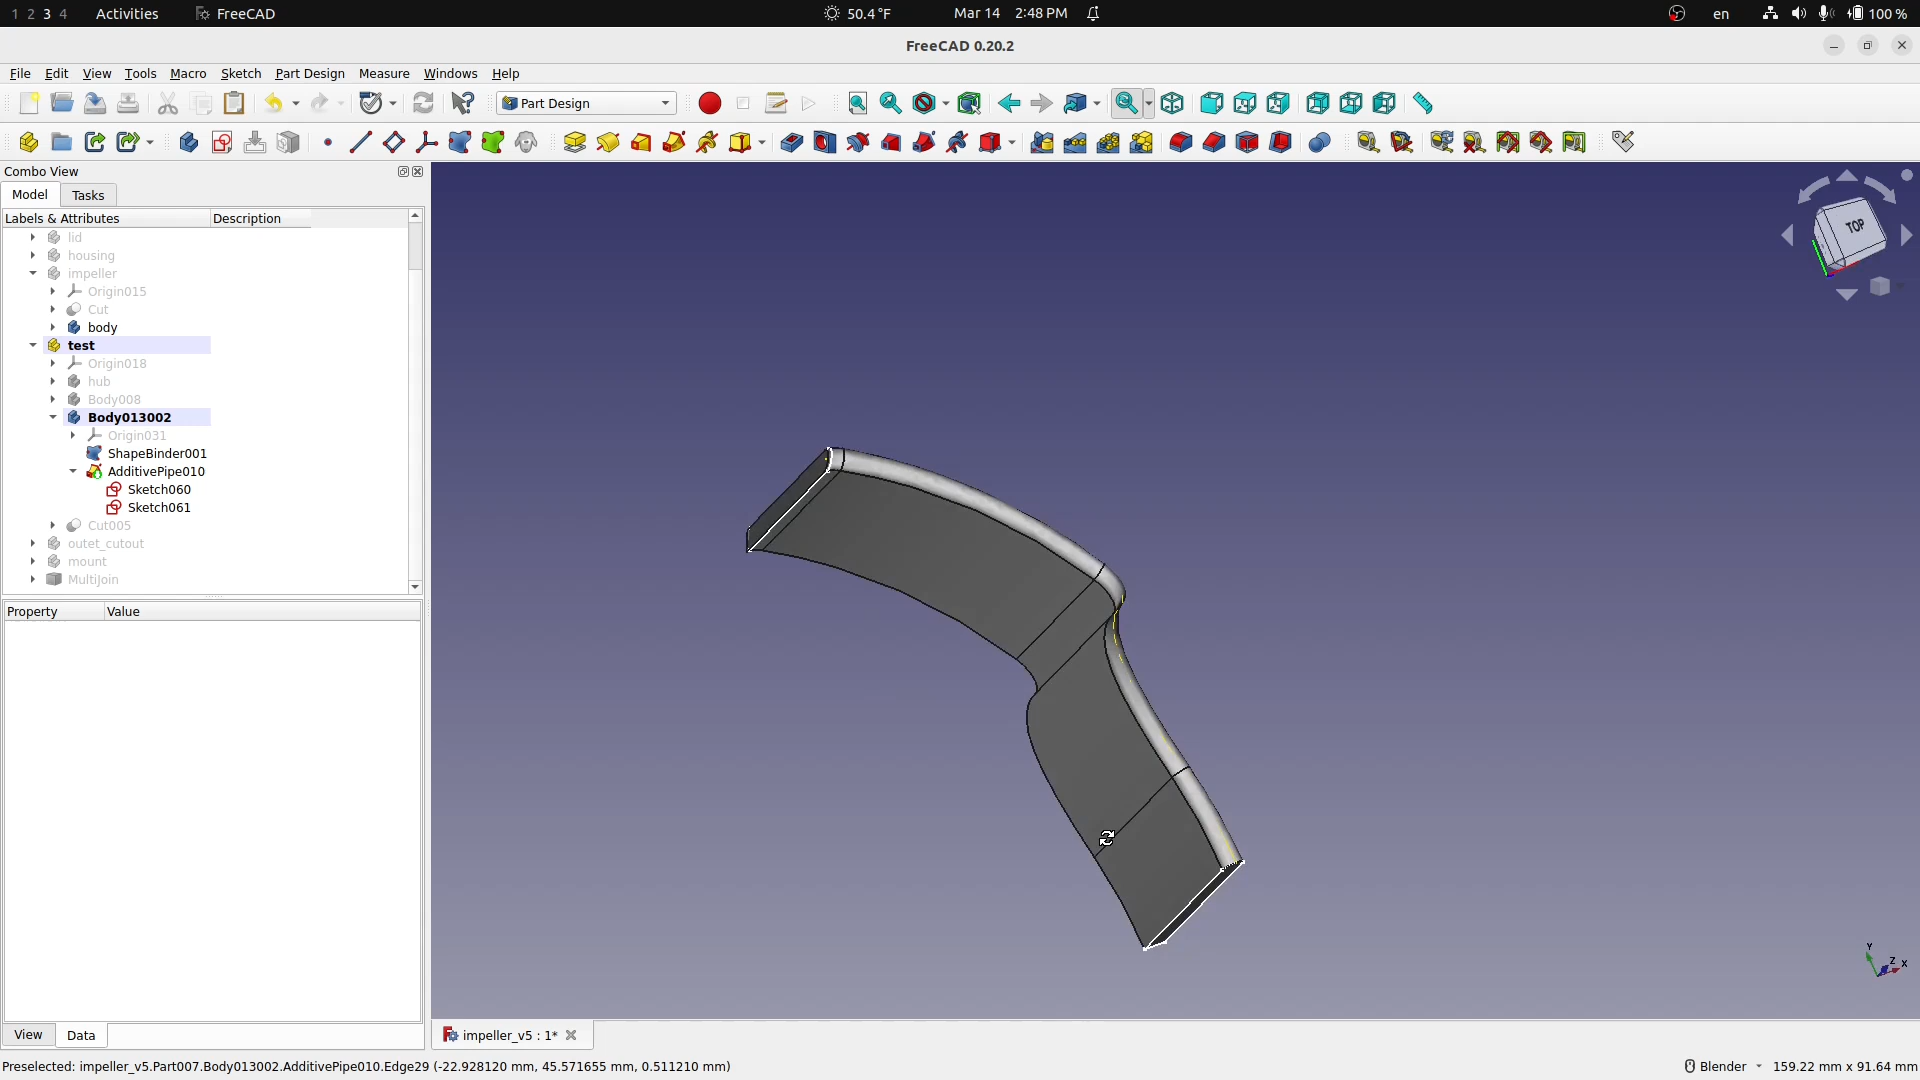 1 2 3 4 Activities FreeCAD 50.4 °F Mar 14 2:48 PM en 100 %
FreeCAD 0.20.2
File Edit View Tools Macro Sketch Part Design Measure Windows Help
Part Design
Combo View
Model Tasks
Labels & Attributes Description
lid
housing
impeller
Origin015
Cut
body
test
Origin018
hub
Body008
Body013002
Origin031
ShapeBinder001
AdditivePipe010
Sketch060
Sketch061
Cut005
outet_cutout
mount
MultiJoin
Property Value
TOP
Y
Z
X
View Data
impeller_v5 : 1*
Preselected: impeller_v5.Part007.Body013002.AdditivePipe010.Edge29 (-22.928120 mm, 45.571655 mm, 0.511210 mm) Blender 159.22 mm x 91.64 mm